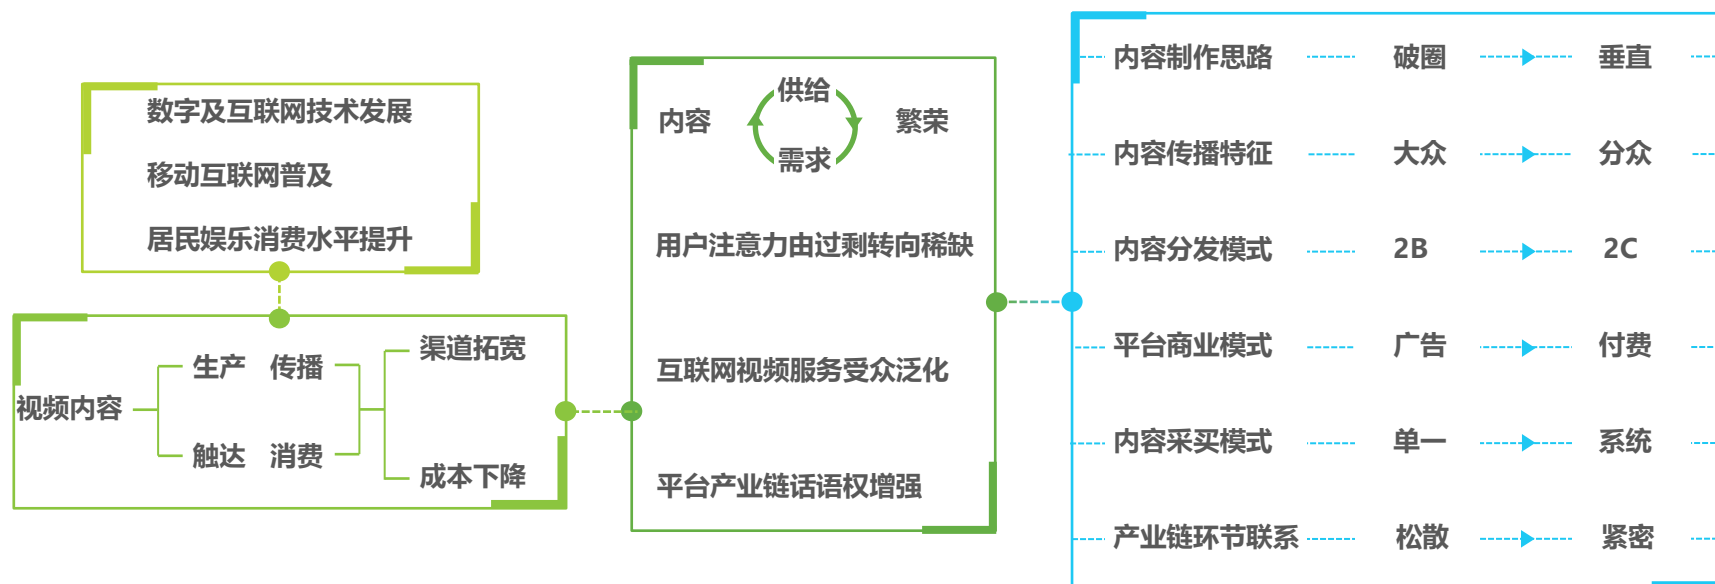 数字及互联网技术发展
移动互联网普及
居民娱乐消费水平提升
视频内容
生产 传播
触达 消费
渠道拓宽
成本下降
内容 供给 需求 繁荣
用户注意力由过剩转向稀缺
互联网视频服务受众泛化
平台产业链话语权增强
内容制作思路 破圈 垂直
内容传播特征 大众 分众
内容分发模式 2B 2C
平台商业模式 广告 付费
内容采买模式 单一 系统
产业链环节联系 松散 紧密